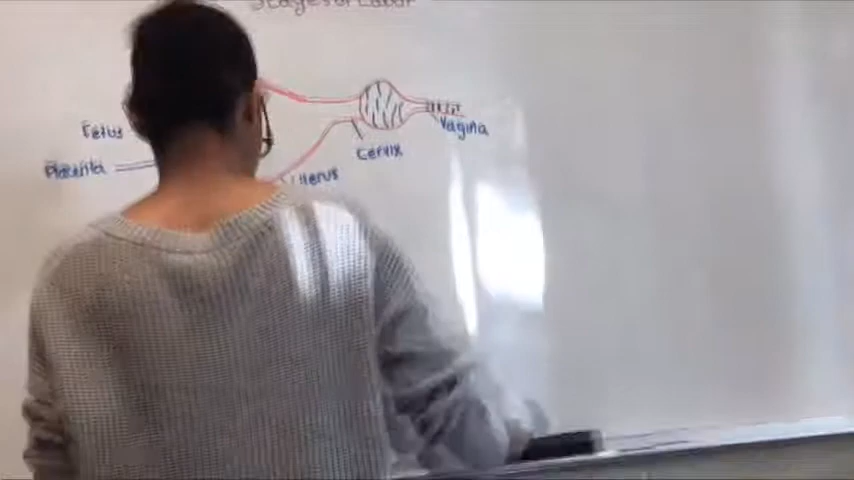 Stages of Labor
Fetus
Vagina
Cervix
Placenta
Uterus